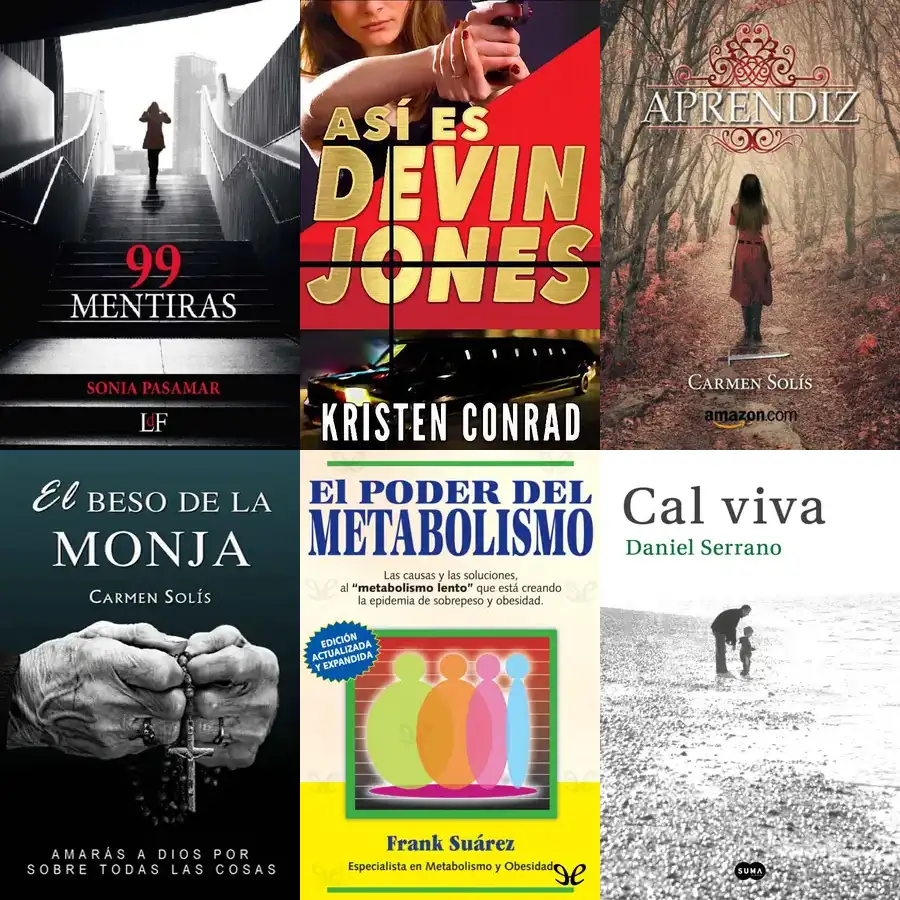 99
MENTIRAS
SONIA PASAMAR
LdF
ASÍ ES
DEVIN
JONES
KRISTEN CONRAD
APRENDIZ
CARMEN SOLÍS
amazon.com
El BESO DE LA
MONJA
CARMEN SOLÍS
AMARÁS A DIOS POR
SOBRE TODAS LAS COSAS
El PODER DEL
METABOLISMO
Las causas y las soluciones,
al “metabolismo lento” que está creando
la epidemia de sobrepeso y obesidad.
EDICIÓN
ACTUALIZADA
Y EXPANDIDA
Frank Suárez
Especialista en Metabolismo y Obesidad
Cal viva
Daniel Serrano
SUMA